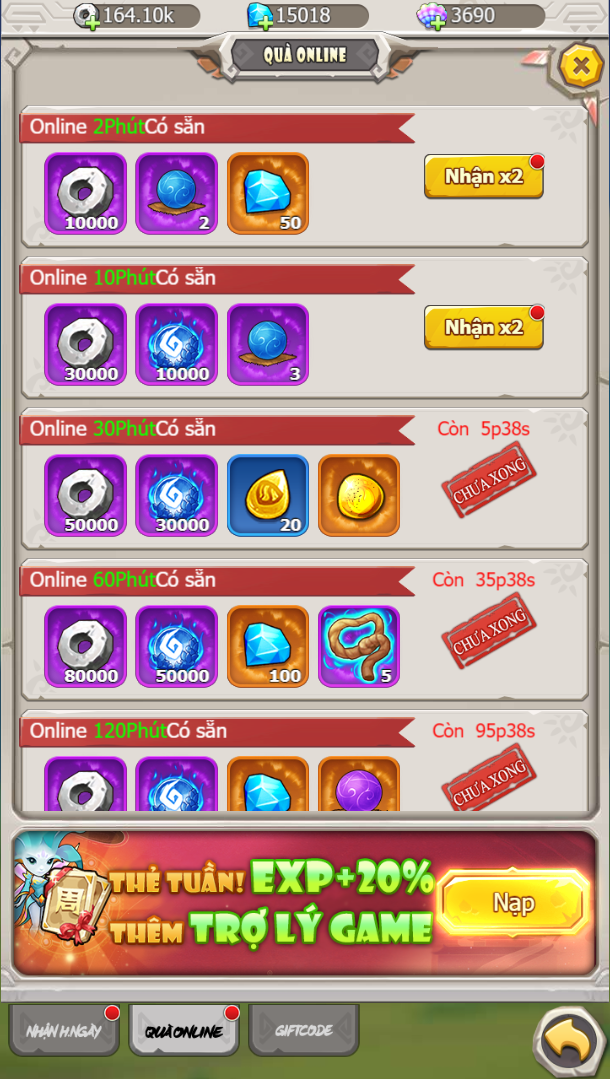 164.10k 15018 3690
QUÀ ONLINE
Online 2PhútCó sẵn
10000 2 50
Nhận x2
Online 10PhútCó sẵn
30000 10000 3
Nhận x2
Online 30PhútCó sẵn
Còn 5p38s
50000 30000 20
CHƯA XONG
Online 60PhútCó sẵn
Còn 35p38s
80000 50000 100 5
CHƯA XONG
Online 120PhútCó sẵn
Còn 95p38s
CHƯA XONG
周
THẺ TUẦN! EXP+20%
THÊM TRỢ LÝ GAME
Nạp
NHẬN H.NGÀY QUÀ ONLINE GIFTCODE